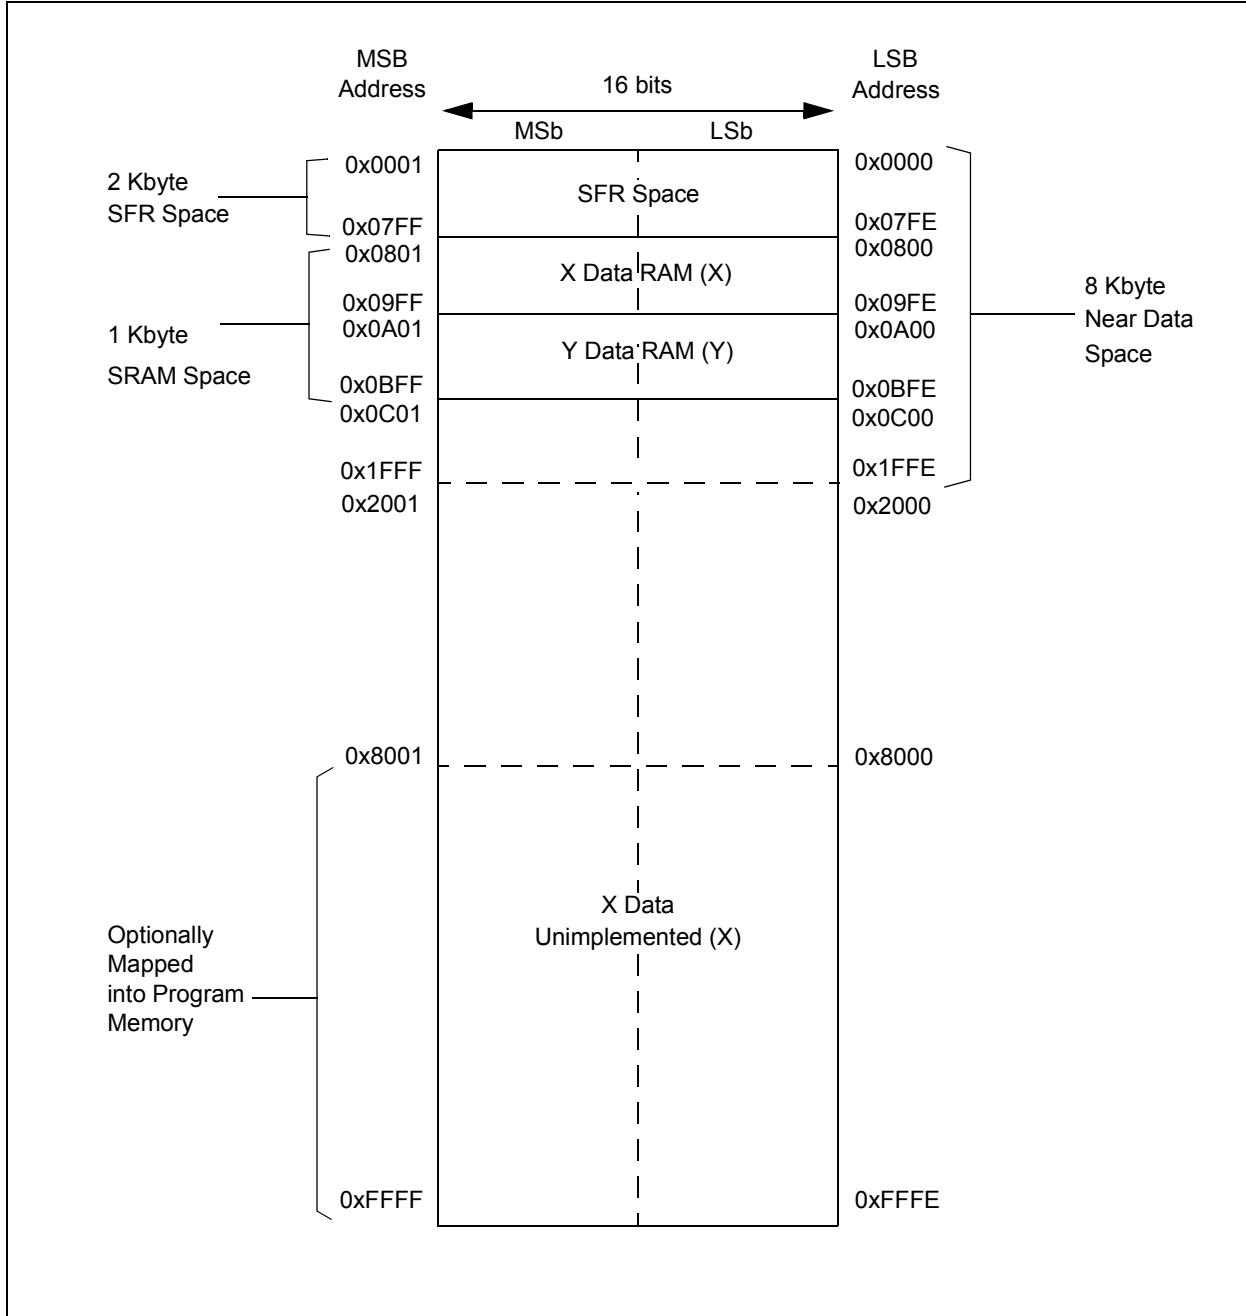 MSB
Address
LSB
Address
16 bits
MSb
LSb
0x0001
0x0000
2 Kbyte
SFR Space
SFR Space
0x07FF
0x07FE
0x0801
0x0800
X Data RAM (X)
0x09FF
0x09FE
0x0A01
0x0A00
1 Kbyte
SRAM Space
Y Data RAM (Y)
8 Kbyte
Near Data
Space
0x0BFF
0x0BFE
0x0C01
0x0C00
0x1FFF
0x1FFE
0x2001
0x2000
0x8001
0x8000
X Data
Unimplemented (X)
Optionally
Mapped
into Program
Memory
0xFFFF
0xFFFE